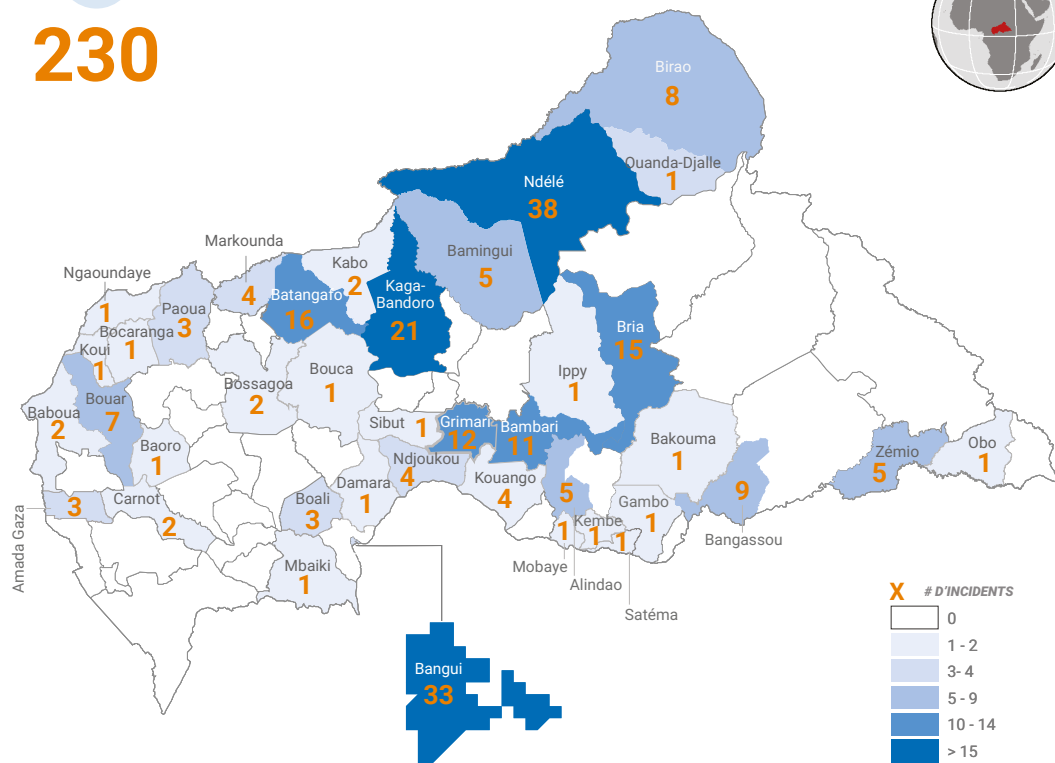 230
Birao
8
Ouanda-Djalle
1
Ndélé
38
Markounda
4
Kabo
2
Bamingui
5
Ngaoundaye
1
Batangafo
16
Kaga-
Bandoro
21
Paoua
3
Bocaranga
1
Koui
1
Bria
15
Bouca
1
Ippy
1
Bossagoa
2
Bouar
7
Baboua
2
Sibut
1
Grimari
12
Bambari
11
Bakouma
1
Baoro
1
Zémio
5
Obo
1
Ndjoukou
4
Kouango
4
Damara
1
5
9
Amada Gaza
3
Carnot
2
Boali
3
Gambo
1
Kembe
1
1
1
Bangassou
Mobaye
Alindao
Satéma
Mbaiki
1
Bangui
33
X # D'INCIDENTS
0
1 - 2
3- 4
5 - 9
10 - 14
> 15